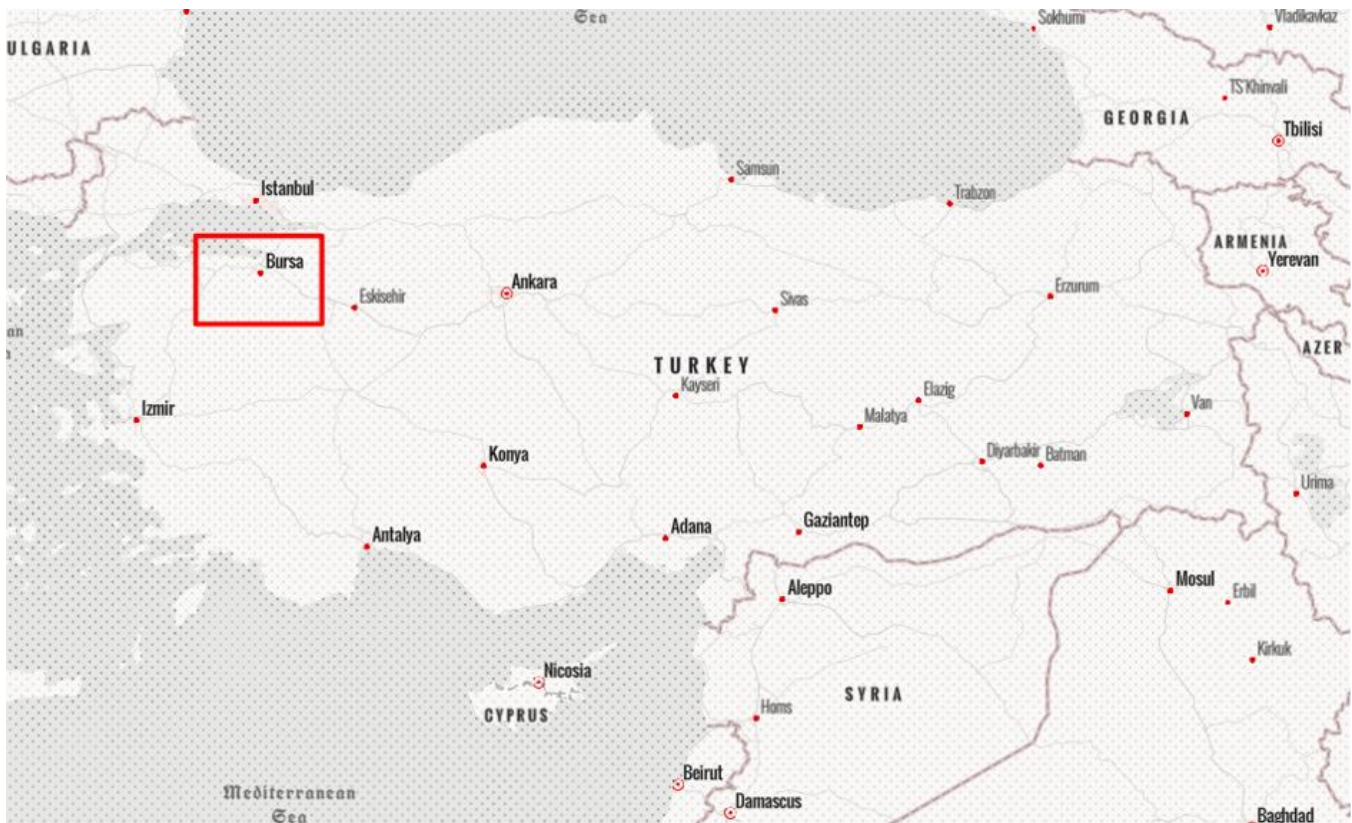 Sea
Sokhumi
Vladikavkaz
ULGARIA
TS'Khinvali
GEORGIA
Tbilisi
Samsun
Istanbul
Trabzon
ARMENIA
Yerevan
Bursa
Ankara
Eskisehir
Sivas
Erzurum
an
AZER
TURKEY
Kayseri
Elazig
Izmir
Malatya
Van
Konya
Diyarbakir
Batman
Urima
Antalya
Adana
Gaziantep
Aleppo
Mosul
Erbil
Nicosia
Kirkuk
CYPRUS
SYRIA
Homs
Beirut
Mediterranean
Sea
Damascus
Baghdad